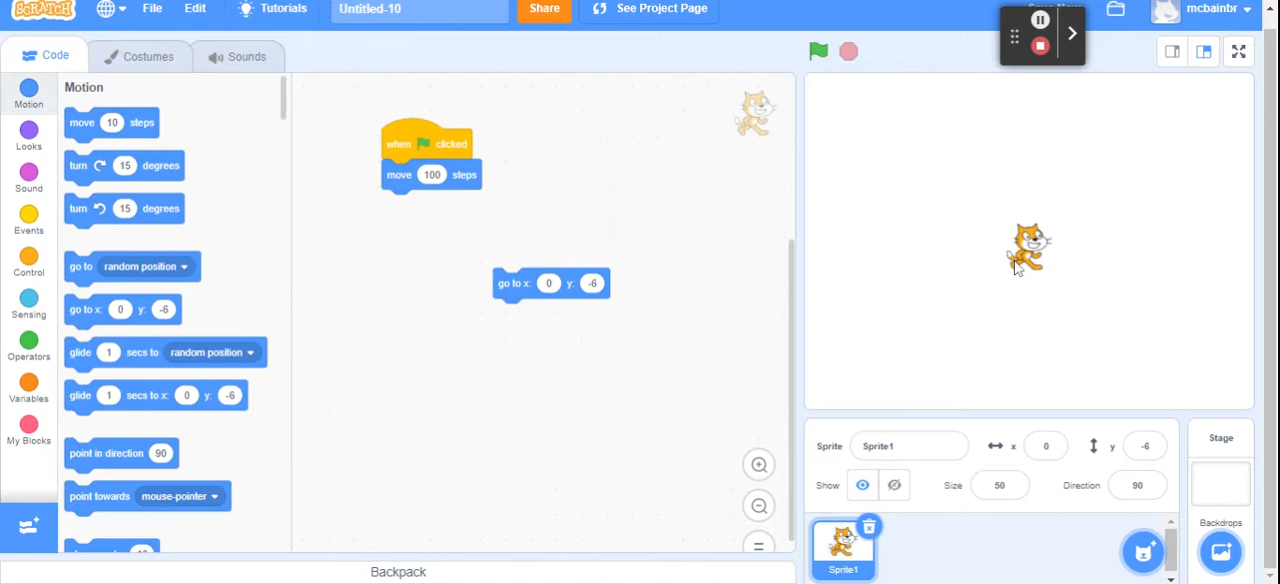 SCRATCH File Edit Tutorials Untitled-10 Share See Project Page mcbainbr
Code Costumes Sounds
Motion
Looks
Sound
Events
Control
Sensing
Operators
Variables
My Blocks
Motion
move 10 steps
turn 15 degrees
turn 15 degrees
go to random position
go to x: 0 y: -6
glide 1 secs to random position
glide 1 secs to x: 0 y: -6
point in direction 90
point towards mouse-pointer
when clicked
move 100 steps
go to x: 0 y: -6
Backpack
Sprite Sprite1 x 0 y -6
Show Size 50 Direction 90
Sprite1
Stage
Backdrops